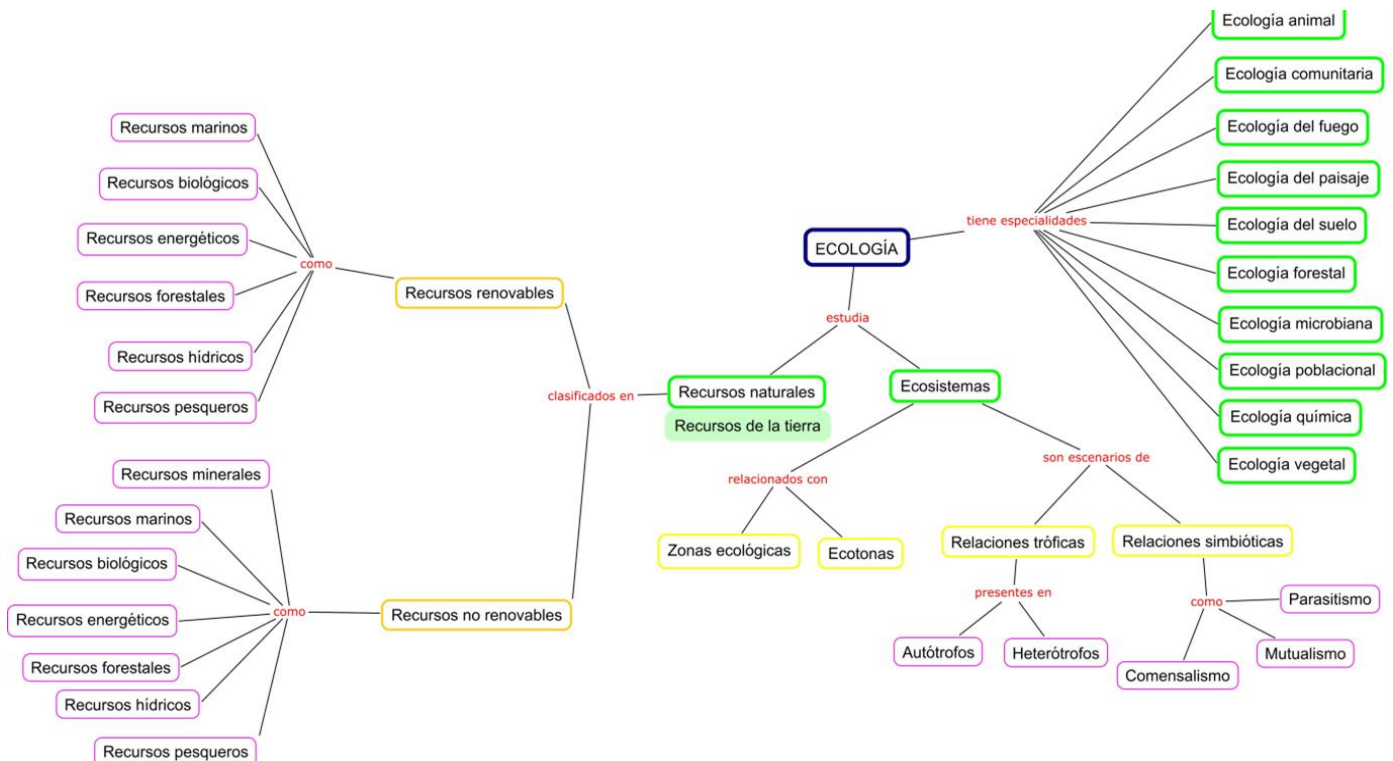 Ecología animal
Ecología comunitaria
Recursos marinos
Ecología del fuego
Recursos biológicos
Ecología del paisaje
tiene especialidades
Ecología del suelo
Recursos energéticos
ECOLOGÍA
como
Ecología forestal
Recursos renovables
Recursos forestales
estudia
Ecología microbiana
Recursos hídricos
Ecología poblacional
clasificados en
Recursos naturales
Ecosistemas
Recursos pesqueros
Ecología química
Recursos de la tierra
son escenarios de
Ecología vegetal
Recursos minerales
relacionados con
Recursos marinos
Zonas ecológicas
Ecotonas
Relaciones tróficas
Relaciones simbióticas
Recursos biológicos
presentes en
como
Parasitismo
Recursos energéticos
como
Recursos no renovables
Autótrofos
Heterótrofos
Mutualismo
Recursos forestales
Comensalismo
Recursos hídricos
Recursos pesqueros